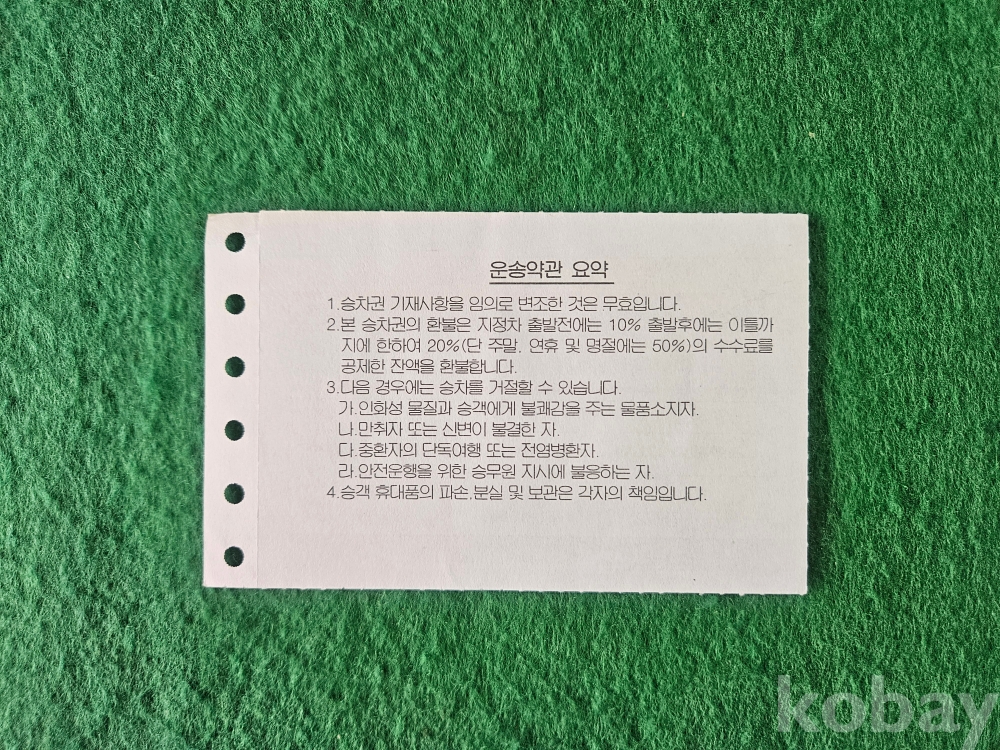 운송약관 요약
1.승차권 기재사항을 임의로 변조한 것은 무효입니다.
2.본 승차권의 환불은 지정차 출발전에는 10% 출발후에는 이틀까
지에 한하여 20%(단 주말, 연휴 및 명절에는 50%)의 수수료를
공제한 잔액을 환불합니다.
3.다음 경우에는 승차를 거절할 수 있습니다.
가.인화성 물질과 승객에게 불쾌감을 주는 물품소지자.
나.만취자 또는 신변이 불결한 자.
다.중환자의 단독여행 또는 전염병환자.
라.안전운행을 위한 승무원 지시에 불응하는 자.
4.승객 휴대품의 파손,분실 및 보관은 각자의 책임입니다.
kobay